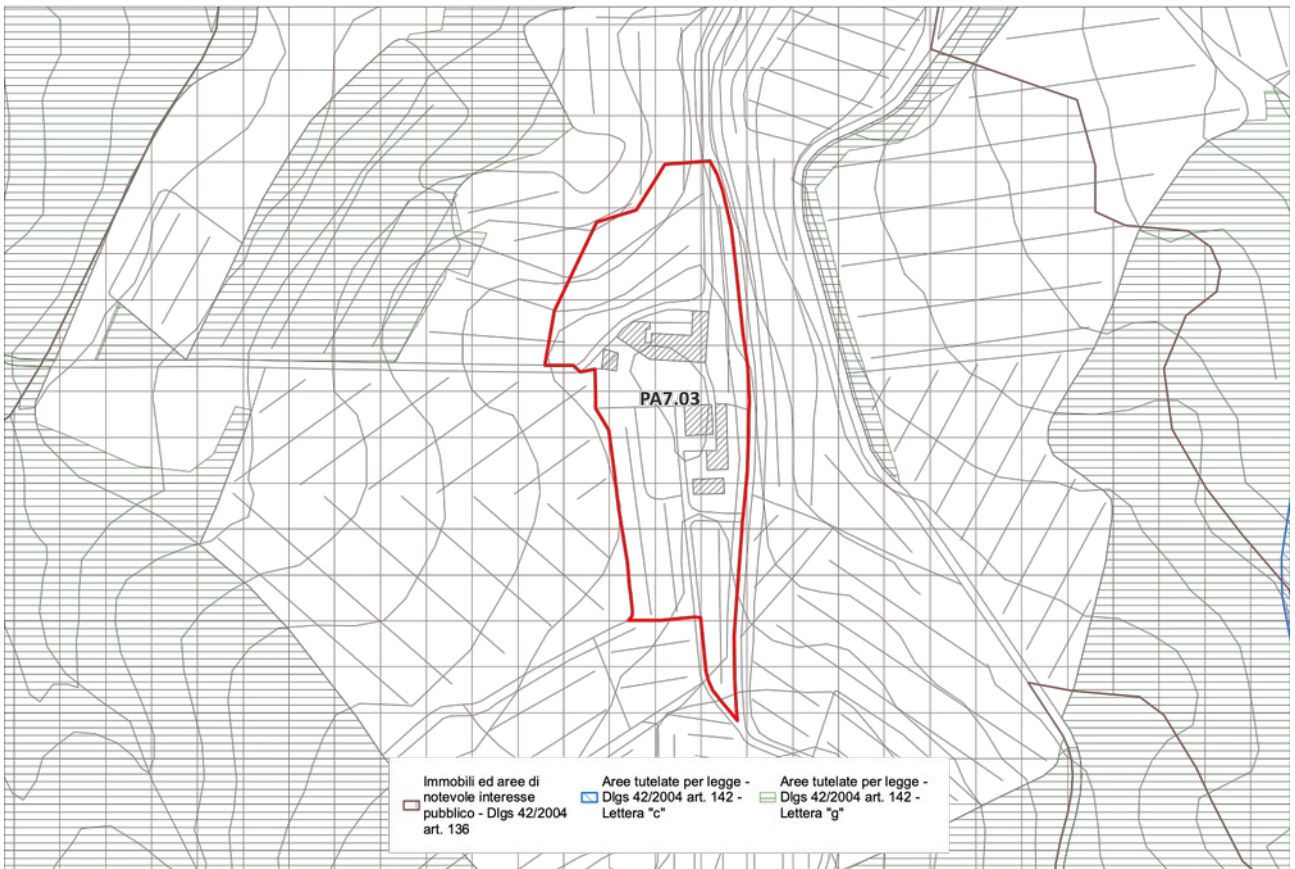 PA7.03
Immobili ed aree di
notevole interesse
pubblico - Dlgs 42/2004
art. 136
Aree tutelate per legge -
Dlgs 42/2004 art. 142 -
Lettera "c"
Aree tutelate per legge -
Dlgs 42/2004 art. 142 -
Lettera "g"